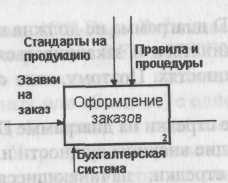 Стандарты на
продукцию
Правила и
процедуры
Заявки
на
заказ
Оформление
заказов
2
Бухгалтерская
система